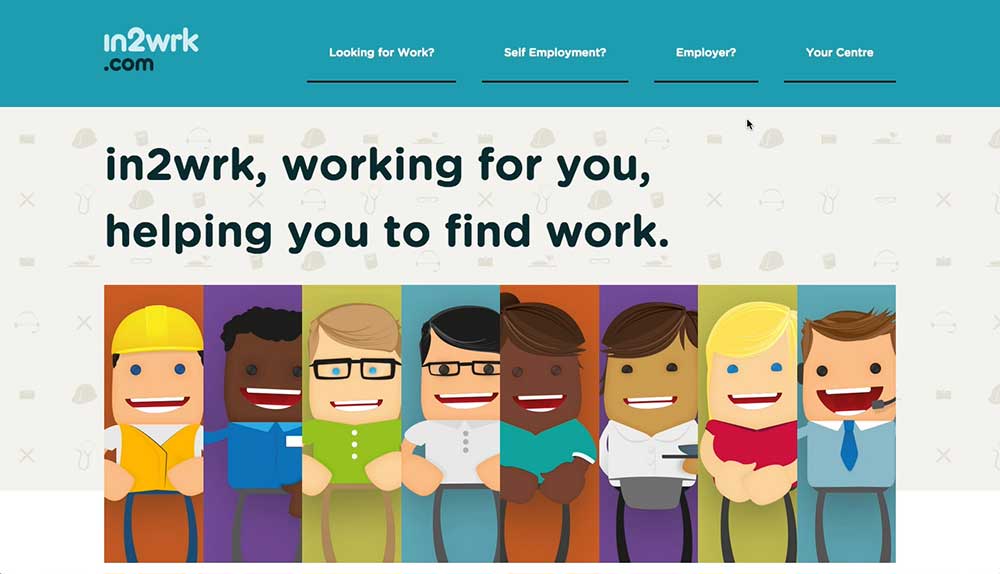 in2wrk
.com
Looking for Work?
Self Employment?
Employer?
Your Centre
in2wrk, working for you,
helping you to find work.